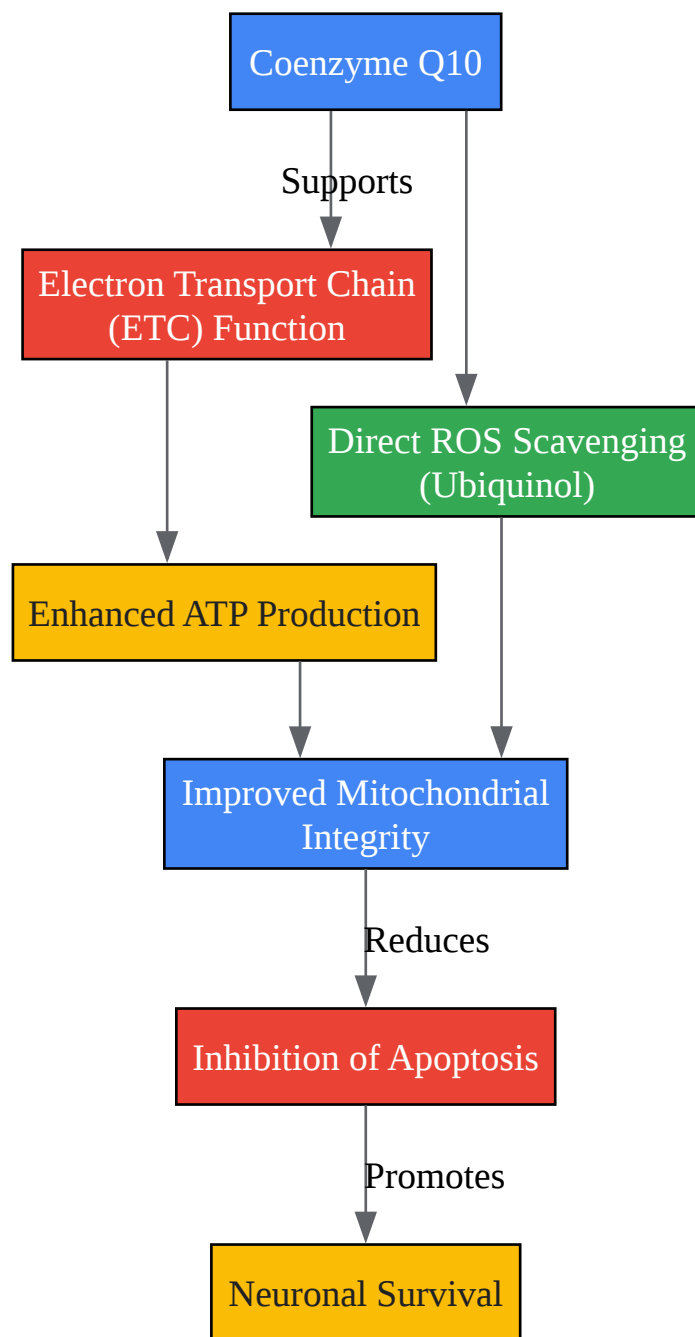 Coenzyme Q10
Supports
Electron Transport Chain
(ETC) Function
Direct ROS Scavenging
(Ubiquinol)
Enhanced ATP Production
Improved Mitochondrial
Integrity
Reduces
Inhibition of Apoptosis
Promotes
Neuronal Survival